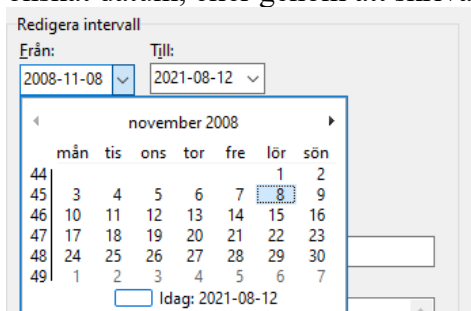 Redigera intervall
Från: Till:
2008-11-08 2021-08-12
november 2008
mån tis ons tor fre lör sön
44 1 2
45 3 4 5 6 7 8 9
46 10 11 12 13 14 15 16
47 17 18 19 20 21 22 23
48 24 25 26 27 28 29 30
49 1 2 3 4 5 6 7
Idag: 2021-08-12